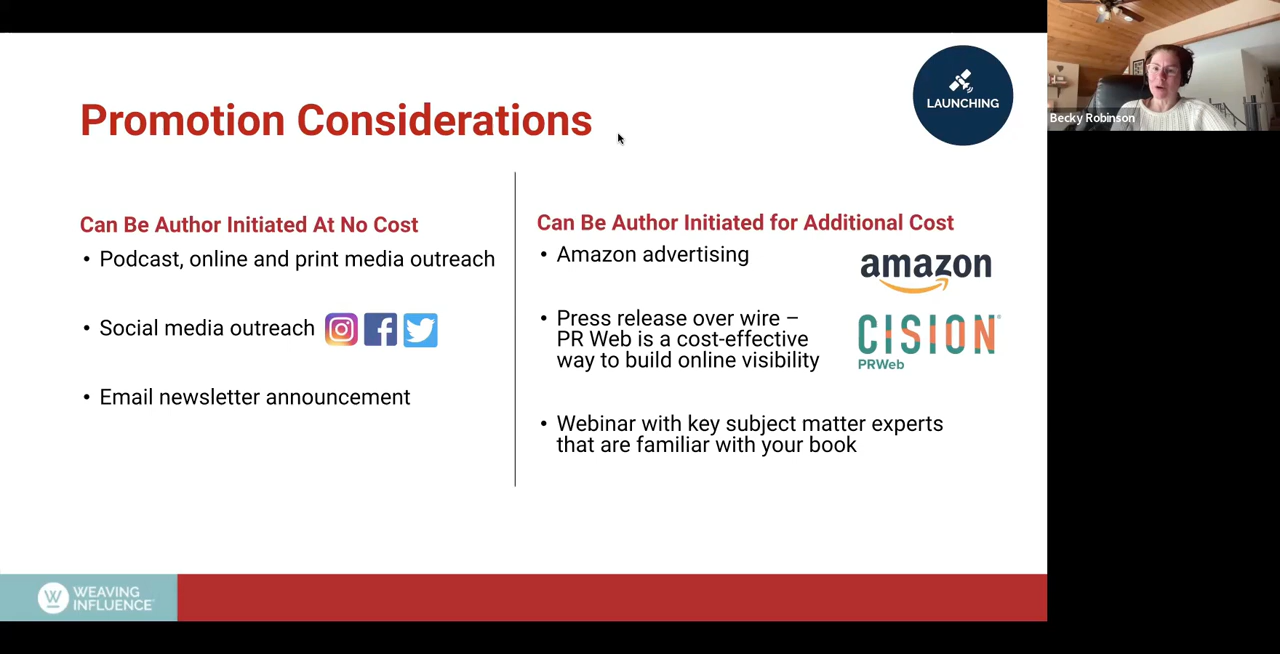 LAUNCHING
Becky Robinson
Promotion Considerations
Can Be Author Initiated At No Cost
• Podcast, online and print media outreach
• Social media outreach
• Email newsletter announcement
Can Be Author Initiated for Additional Cost
• Amazon advertising
amazon
• Press release over wire –
PR Web is a cost-effective
way to build online visibility
CISION®
PRWeb
• Webinar with key subject matter experts
that are familiar with your book
W
WEAVING
INFLUENCE